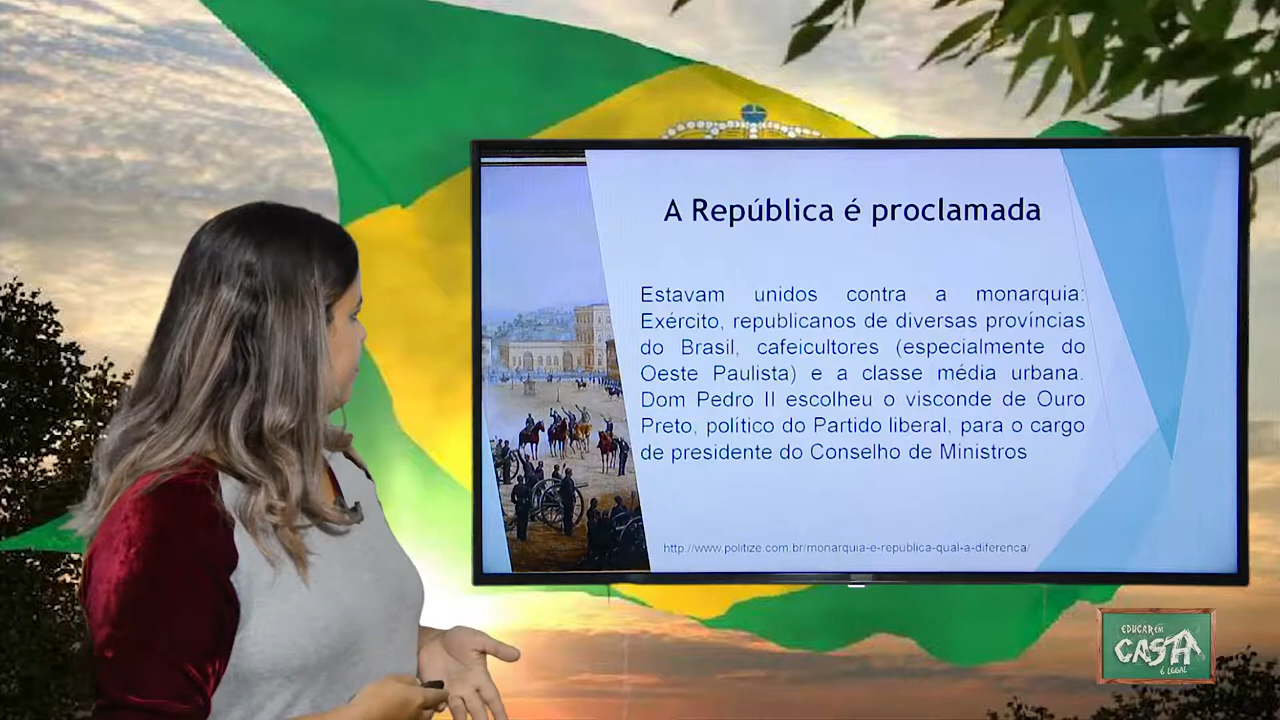 A República é proclamada
Estavam unidos contra a monarquia:
Exército, republicanos de diversas províncias
do Brasil, cafeicultores (especialmente do
Oeste Paulista) e a classe média urbana.
Dom Pedro II escolheu o visconde de Ouro
Preto, político do Partido liberal, para o cargo
de presidente do Conselho de Ministros
http://www.politize.com.br/monarquia-e-republica-qual-a-diferenca/
EDUCAR EM
CASA
É LEGAL